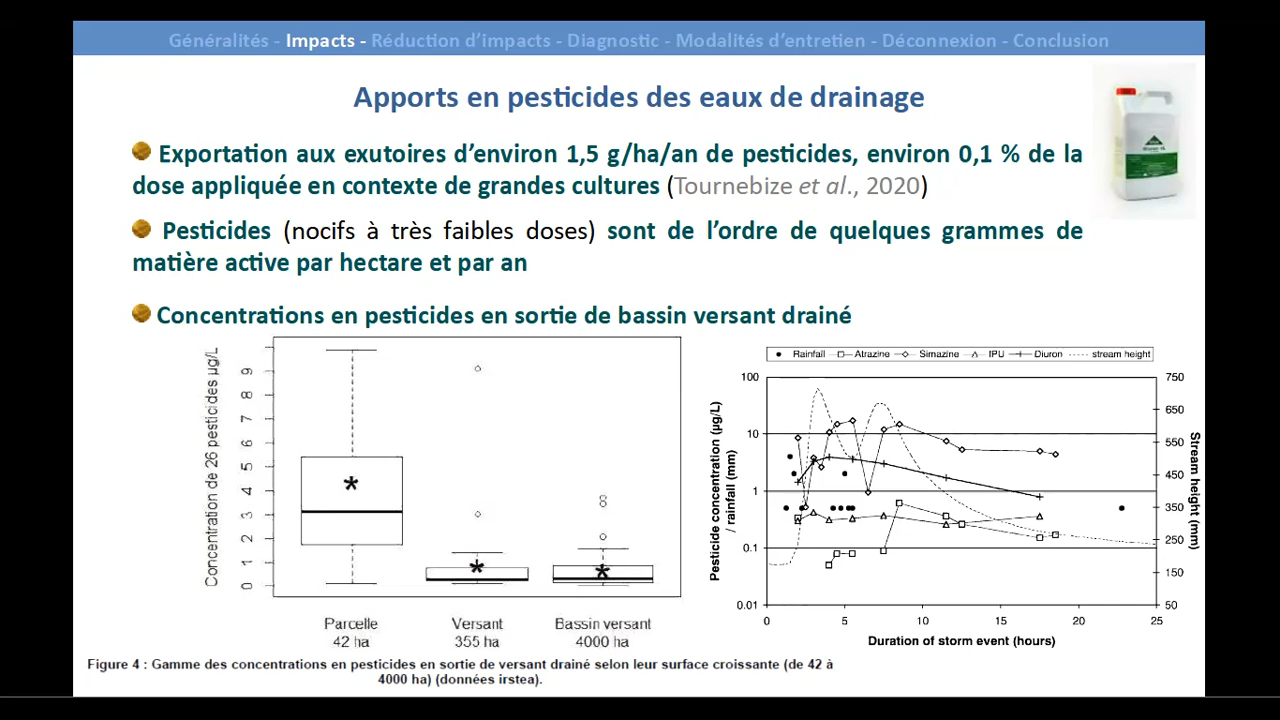 Généralités - Impacts - Réduction d'impacts - Diagnostic - Modalités d'entretien - Déconnexion - Conclusion
Apports en pesticides des eaux de drainage
Exportation aux exutoires d'environ 1,5 g/ha/an de pesticides, environ 0,1 % de la
dose appliquée en contexte de grandes cultures (Tournebize et al., 2020)
Pesticides (nocifs à très faibles doses) sont de l'ordre de quelques grammes de
matière active par hectare et par an
Concentrations en pesticides en sortie de bassin versant drainé
Concentration de 26 pesticides µg/L
9
8
7
6
5
4
3
2
1
0
Parcelle
42 ha
Versant
355 ha
Bassin versant
4000 ha
Figure 4 : Gamme des concentrations en pesticides en sortie de versant drainé selon leur surface croissante (de 42 à
4000 ha) (données irstea).
Rainfall Atrazine Simazine IPU Diuron stream height
Pesticide concentration (µg/L)
/ rainfall (mm)
100
10
1
0.1
0.01
750
650
550
450
350
250
150
50
Stream height (mm)
0 5 10 15 20 25
Duration of storm event (hours)